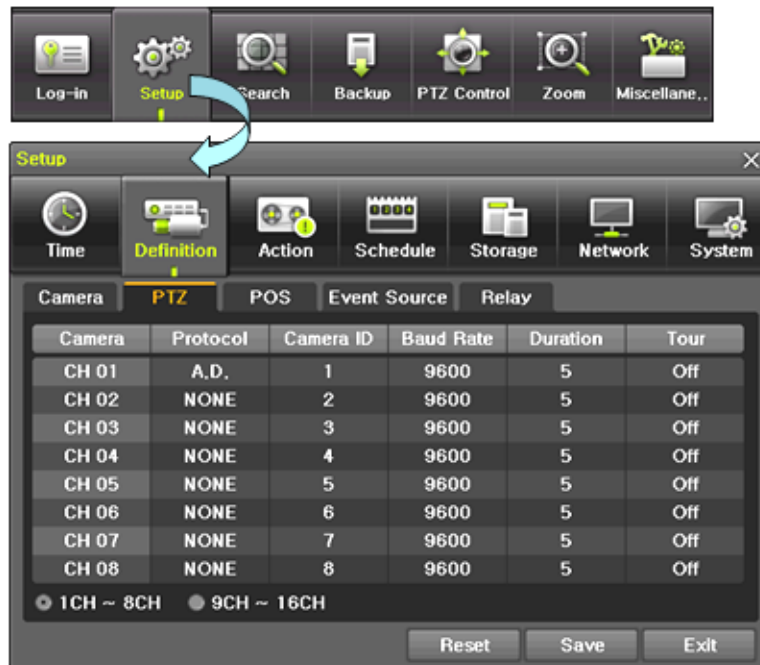 Log-in Setup Search Backup PTZ Control Zoom Miscellane,,
Setup
Time Definition Action Schedule Storage Network System
Camera PTZ POS Event Source Relay
Camera Protocol Camera ID Baud Rate Duration Tour
CH 01 A.D. 1 9600 5 Off
CH 02 NONE 2 9600 5 Off
CH 03 NONE 3 9600 5 Off
CH 04 NONE 4 9600 5 Off
CH 05 NONE 5 9600 5 Off
CH 06 NONE 6 9600 5 Off
CH 07 NONE 7 9600 5 Off
CH 08 NONE 8 9600 5 Off
1CH ~ 8CH 9CH ~ 16CH
Reset Save Exit